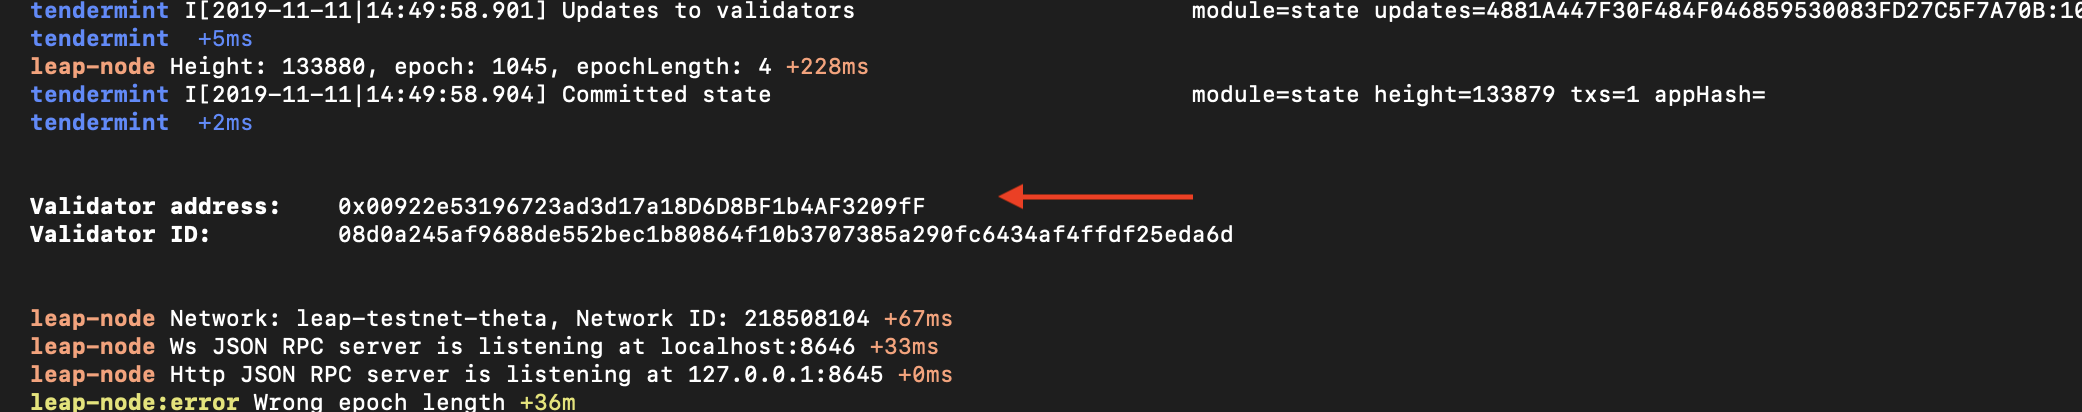 tendermint I[2019-11-11|14:49:58.901] Updates to validators module=state updates=4881A447F30F484F046859530083FD27C5F7A70B:10
tendermint +5ms
leap-node Height: 133880, epoch: 1045, epochLength: 4 +228ms
tendermint I[2019-11-11|14:49:58.904] Committed state module=state height=133879 txs=1 appHash=
tendermint +2ms
Validator address: 0x00922e53196723ad3d17a18D6D8BF1b4AF3209fF
Validator ID: 08d0a245af9688de552bec1b80864f10b3707385a290fc6434af4ffdf25eda6d
leap-node Network: leap-testnet-theta, Network ID: 218508104 +67ms
leap-node Ws JSON RPC server is listening at localhost:8646 +33ms
leap-node Http JSON RPC server is listening at 127.0.0.1:8645 +0ms
leap-node:error Wrong epoch length +36m